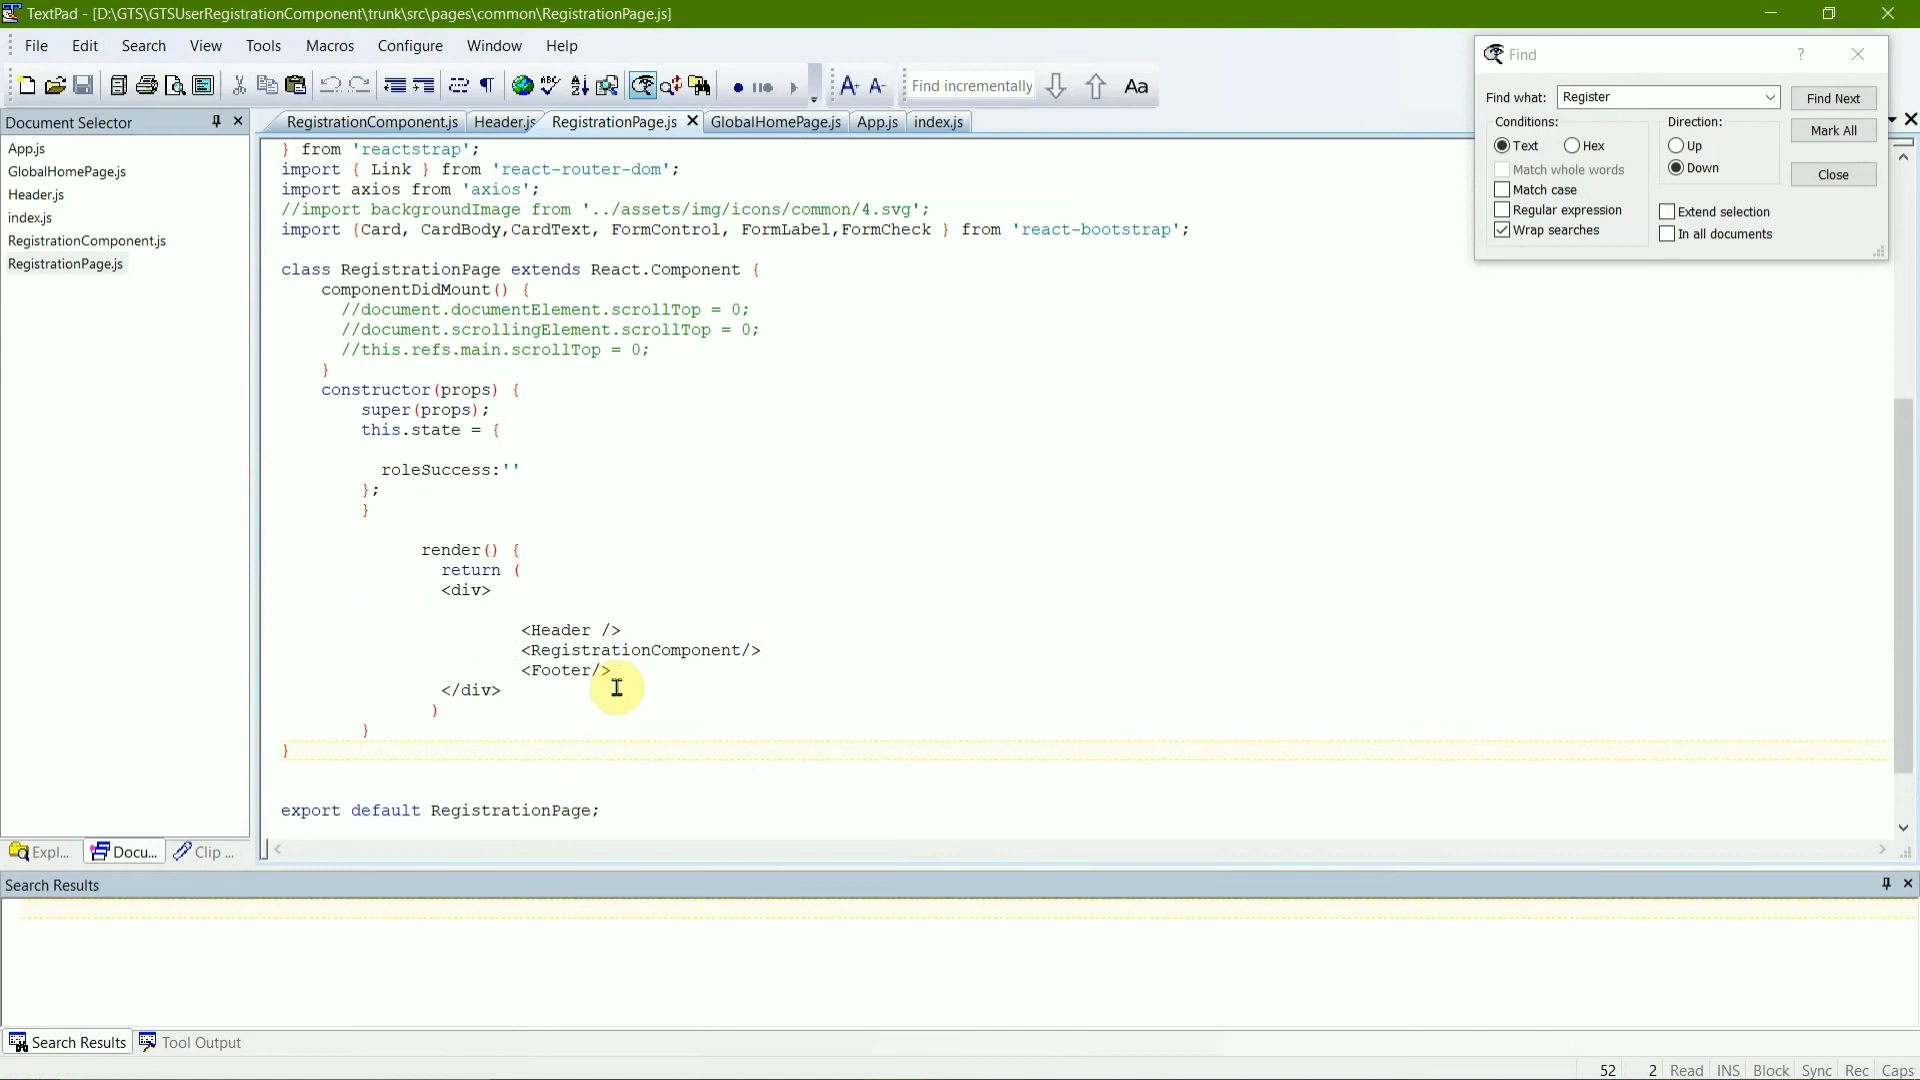 TextPad - [D:\GTS\GTSUserRegistrationComponent\trunk\src\pages\common\RegistrationPage.js]
File Edit Search View Tools Macros Configure Window Help
Find incrementally Aa
Find
Find what: Register Find Next
Conditions: Direction:
Text Hex Up Mark All
Match whole words Down Close
Match case
Regular expression Extend selection
Wrap searches In all documents
Document Selector
App.js
GlobalHomePage.js
Header.js
index.js
RegistrationComponent.js
RegistrationPage.js
RegistrationComponent.js Header.js RegistrationPage.js GlobalHomePage.js App.js index.js
} from 'reactstrap';
import { Link } from 'react-router-dom';
import axios from 'axios';
//import backgroundImage from '../assets/img/icons/common/4.svg';
import {Card, CardBody,CardText, FormControl, FormLabel,FormCheck } from 'react-bootstrap';
class RegistrationPage extends React.Component {
componentDidMount() {
//document.documentElement.scrollTop = 0;
//document.scrollingElement.scrollTop = 0;
//this.refs.main.scrollTop = 0;
}
constructor(props) {
super(props);
this.state = {
roleSuccess:''
};
}
render() {
return (
<div>
<Header />
<RegistrationComponent/>
<Footer/>
</div>
)
}
}
export default RegistrationPage;
Expl... Docu... Clip ...
Search Results
Search Results Tool Output
52 2 Read INS Block Sync Rec Caps